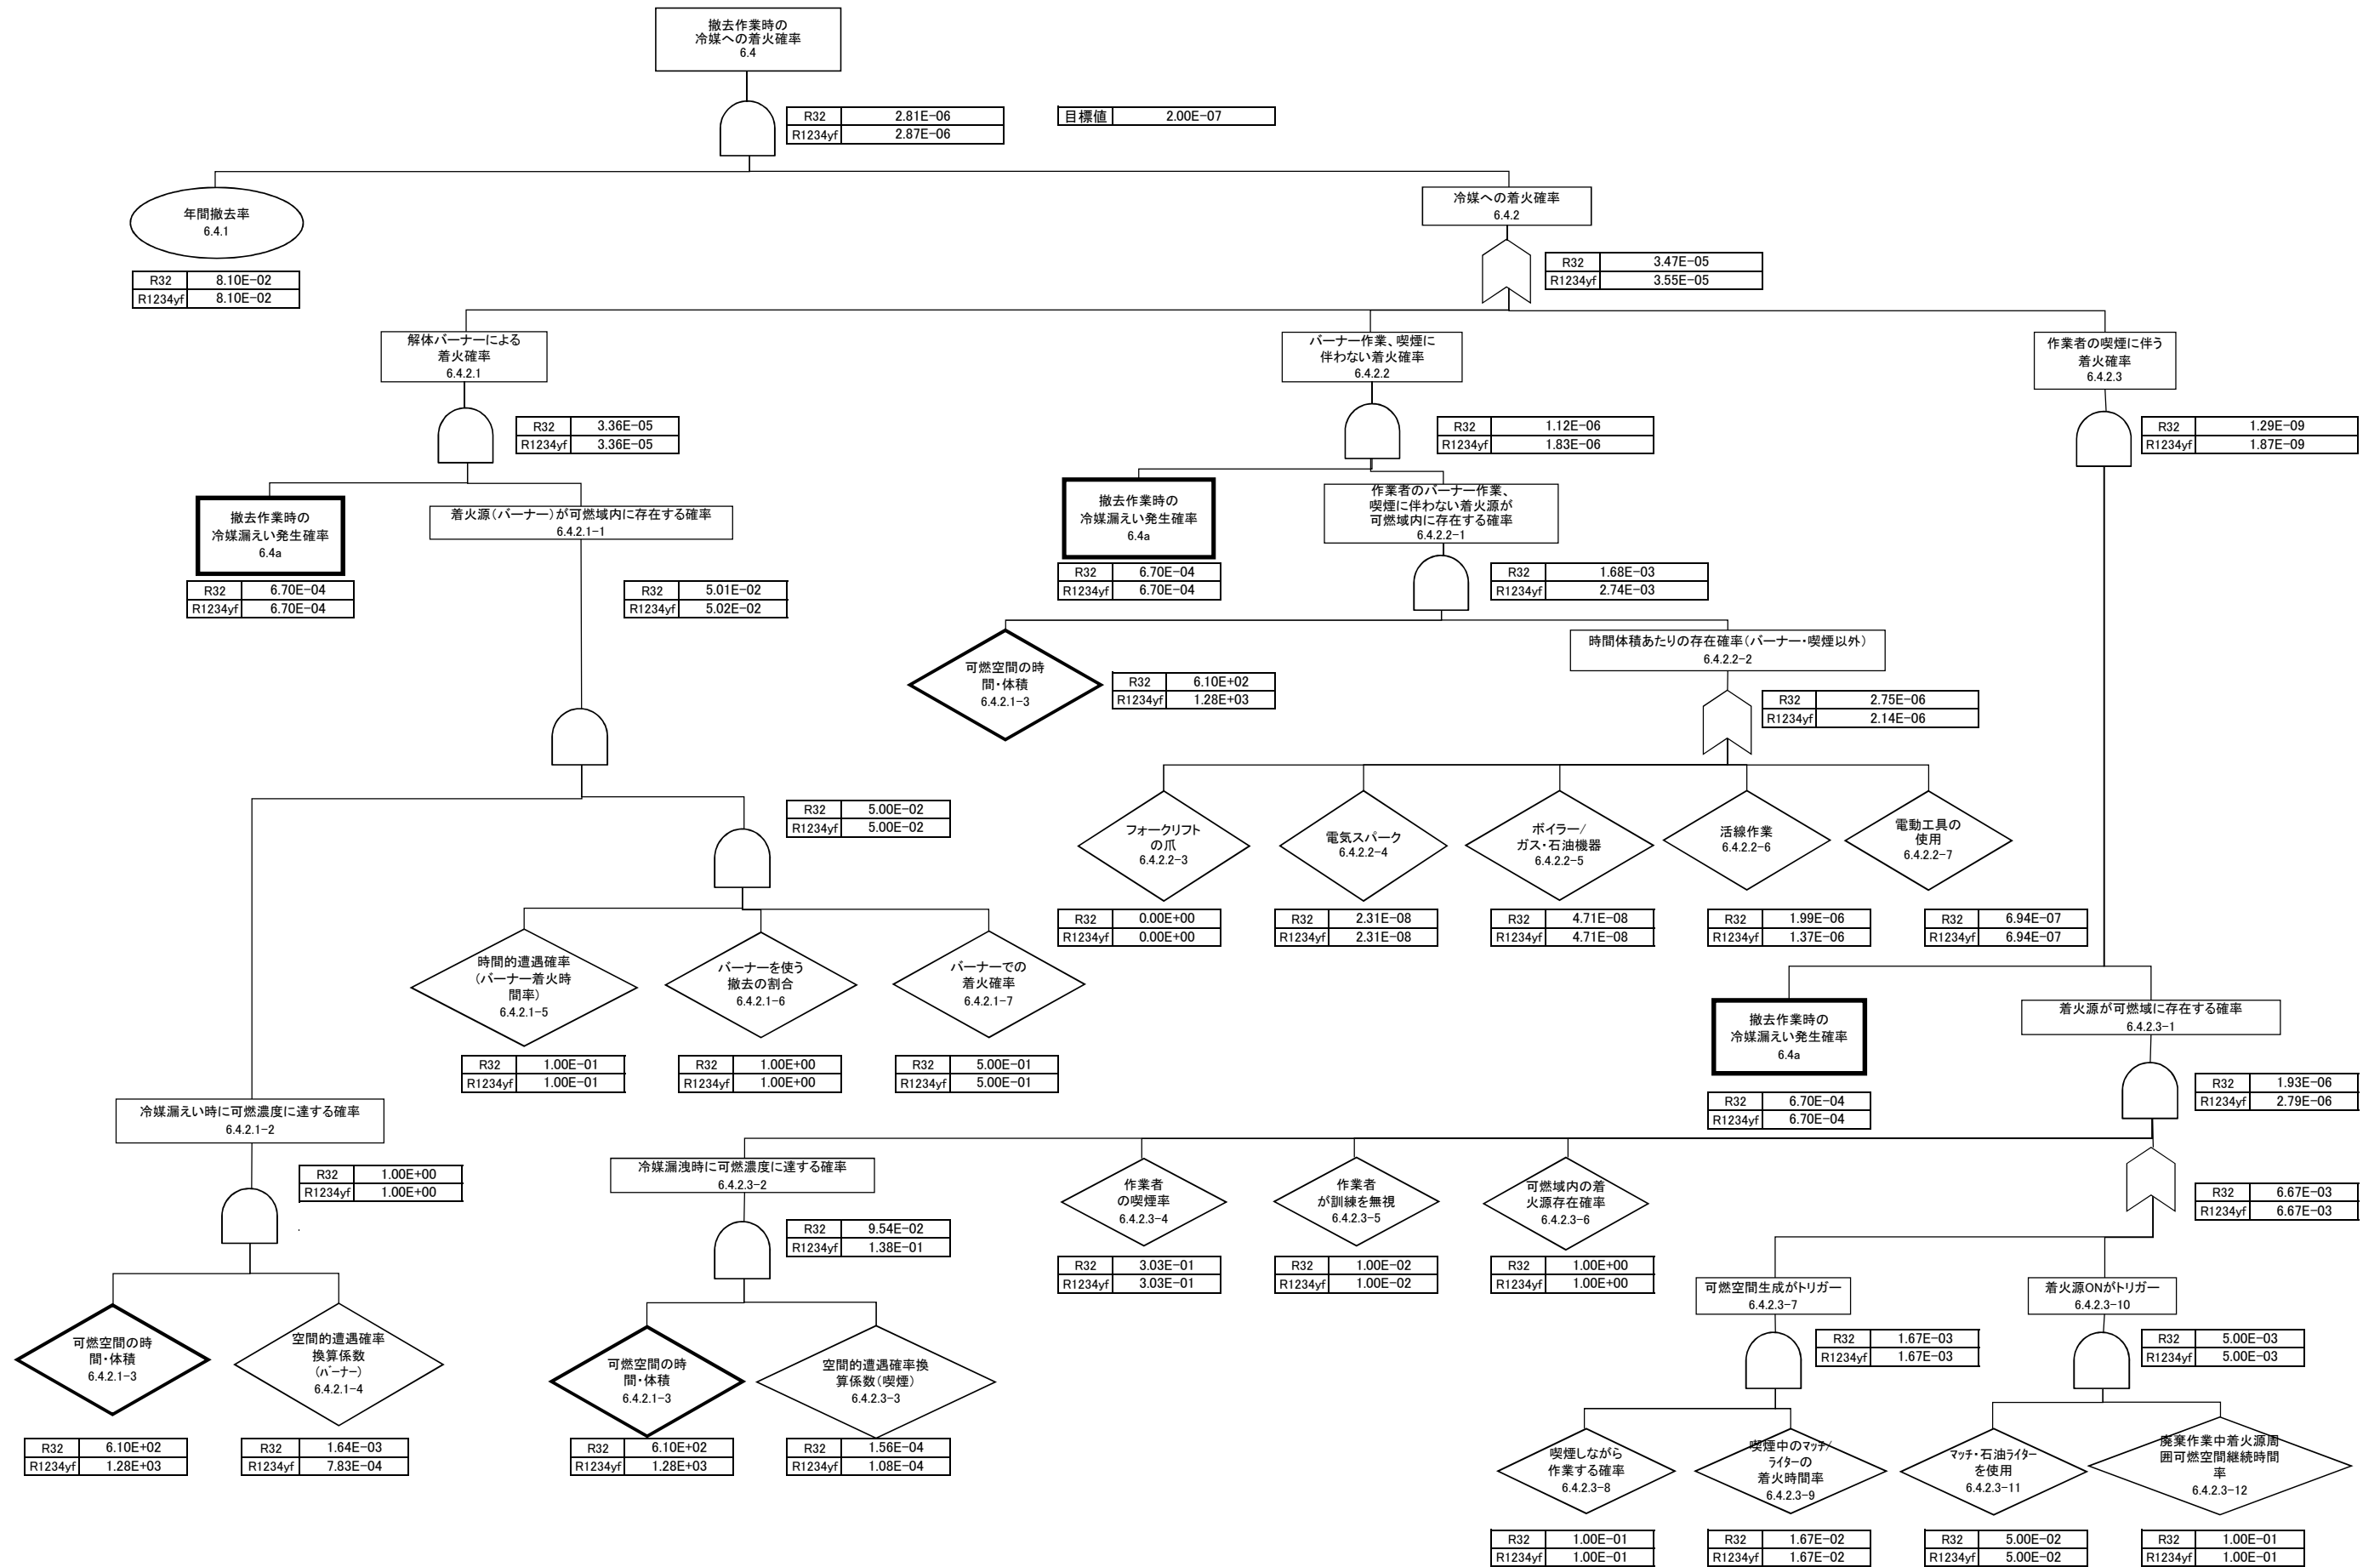 撤去作業時の
冷媒への着火確率
6.4
R32 2.81E-06
R1234yf 2.87E-06
目標値 2.00E-07
年間撤去率
6.4.1
R32 8.10E-02
R1234yf 8.10E-02
冷媒への着火確率
6.4.2
R32 3.47E-05
R1234yf 3.55E-05
解体バーナーによる
着火確率
6.4.2.1
R32 3.36E-05
R1234yf 3.36E-05
バーナー作業、喫煙に
伴わない着火確率
6.4.2.2
R32 1.12E-06
R1234yf 1.83E-06
作業者の喫煙に伴う
着火確率
6.4.2.3
R32 1.29E-09
R1234yf 1.87E-09
撤去作業時の
冷媒漏えい発生確率
6.4a
R32 6.70E-04
R1234yf 6.70E-04
着火源(バーナー)が可燃域内に存在する確率
6.4.2.1-1
R32 5.01E-02
R1234yf 5.02E-02
撤去作業時の
冷媒漏えい発生確率
6.4a
R32 6.70E-04
R1234yf 6.70E-04
作業者のバーナー作業、
喫煙に伴わない着火源が
可燃域内に存在する確率
6.4.2.2-1
R32 1.68E-03
R1234yf 2.74E-03
可燃空間の時
間・体積
6.4.2.1-3
R32 6.10E+02
R1234yf 1.28E+03
時間体積あたりの存在確率(バーナー・喫煙以外)
6.4.2.2-2
R32 2.75E-06
R1234yf 2.14E-06
R32 5.00E-02
R1234yf 5.00E-02
フォークリフト
の爪
6.4.2.2-3
R32 0.00E+00
R1234yf 0.00E+00
電気スパーク
6.4.2.2-4
R32 2.31E-08
R1234yf 2.31E-08
ボイラー/
ガス・石油機器
6.4.2.2-5
R32 4.71E-08
R1234yf 4.71E-08
活線作業
6.4.2.2-6
R32 1.99E-06
R1234yf 1.37E-06
電動工具の
使用
6.4.2.2-7
R32 6.94E-07
R1234yf 6.94E-07
時間的遭遇確率
(バーナー着火時
間率)
6.4.2.1-5
R32 1.00E-01
R1234yf 1.00E-01
バーナーを使う
撤去の割合
6.4.2.1-6
R32 1.00E+00
R1234yf 1.00E+00
バーナーでの
着火確率
6.4.2.1-7
R32 5.00E-01
R1234yf 5.00E-01
撤去作業時の
冷媒漏えい発生確率
6.4a
R32 6.70E-04
R1234yf 6.70E-04
着火源が可燃域に存在する確率
6.4.2.3-1
R32 1.93E-06
R1234yf 2.79E-06
冷媒漏えい時に可燃濃度に達する確率
6.4.2.1-2
R32 1.00E+00
R1234yf 1.00E+00
冷媒漏洩時に可燃濃度に達する確率
6.4.2.3-2
R32 9.54E-02
R1234yf 1.38E-01
作業者
の喫煙率
6.4.2.3-4
R32 3.03E-01
R1234yf 3.03E-01
作業者
が訓練を無視
6.4.2.3-5
R32 1.00E-02
R1234yf 1.00E-02
可燃域内の着
火源存在確率
6.4.2.3-6
R32 1.00E+00
R1234yf 1.00E+00
R32 6.67E-03
R1234yf 6.67E-03
可燃空間生成がトリガー
6.4.2.3-7
R32 1.67E-03
R1234yf 1.67E-03
着火源ONがトリガー
6.4.2.3-10
R32 5.00E-03
R1234yf 5.00E-03
可燃空間の時
間・体積
6.4.2.1-3
R32 6.10E+02
R1234yf 1.28E+03
空間的遭遇確率
換算係数
(バーナー)
6.4.2.1-4
R32 1.64E-03
R1234yf 7.83E-04
可燃空間の時
間・体積
6.4.2.1-3
R32 6.10E+02
R1234yf 1.28E+03
空間的遭遇確率換
算係数(喫煙)
6.4.2.3-3
R32 1.56E-04
R1234yf 1.08E-04
喫煙しながら
作業する確率
6.4.2.3-8
R32 1.00E-01
R1234yf 1.00E-01
喫煙中のマッチ/
ライターの
着火時間率
6.4.2.3-9
R32 1.67E-02
R1234yf 1.67E-02
マッチ・石油ライター
を使用
6.4.2.3-11
R32 5.00E-02
R1234yf 5.00E-02
廃棄作業中着火源周
囲可燃空間継続時間
率
6.4.2.3-12
R32 1.00E-01
R1234yf 1.00E-01